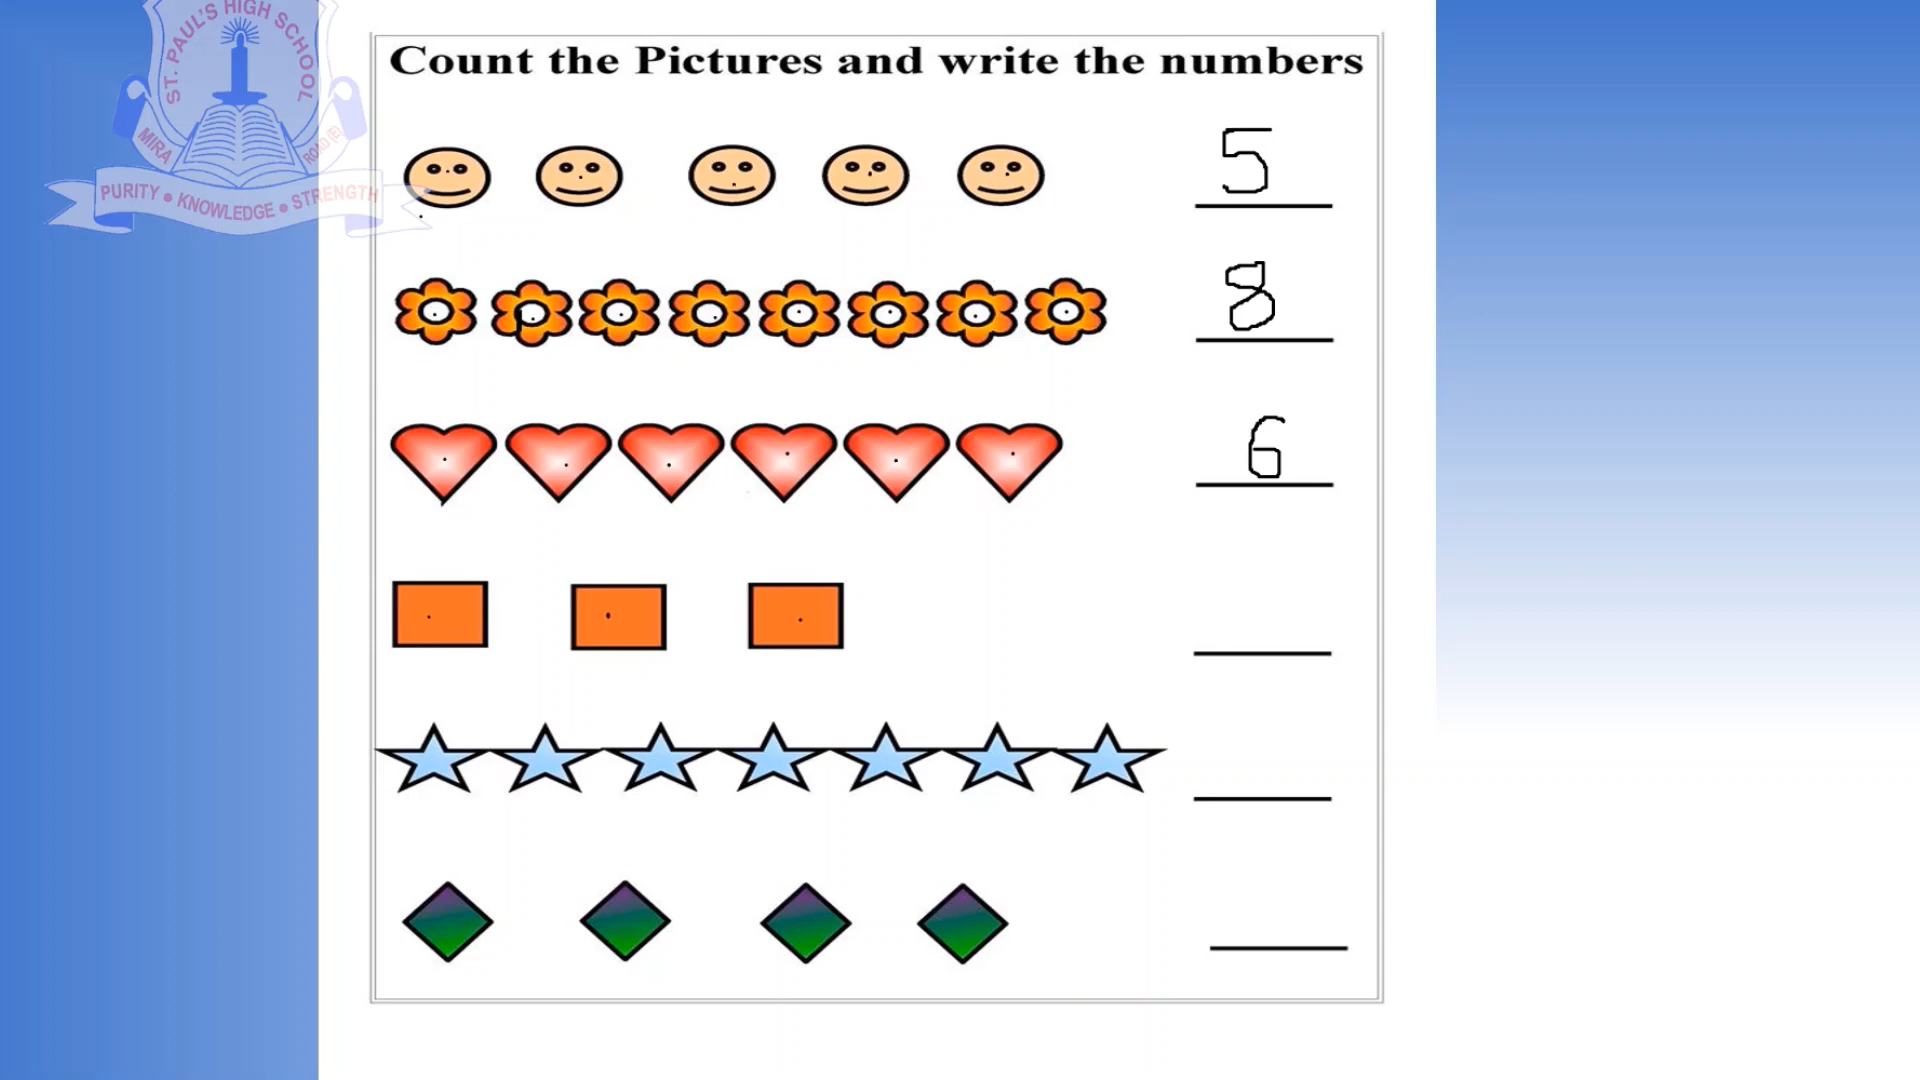 ST. PAUL'S HIGH SCHOOL
MIRA ROAD (E)
PURITY • KNOWLEDGE • STRENGTH
Count the Pictures and write the numbers
5
8
6